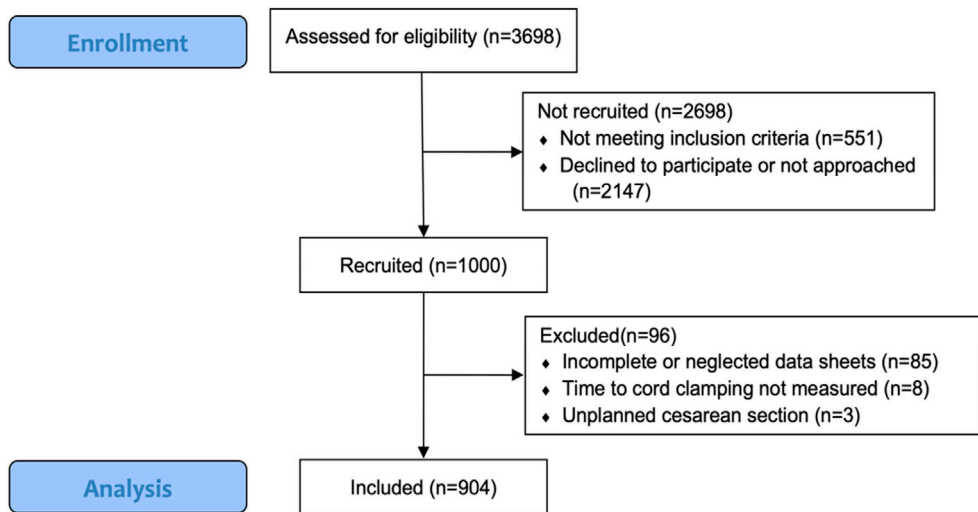 Enrollment
Assessed for eligibility (n=3698)
Not recruited (n=2698)
♦ Not meeting inclusion criteria (n=551)
♦ Declined to participate or not approached
(n=2147)
Recruited (n=1000)
Excluded(n=96)
♦ Incomplete or neglected data sheets (n=85)
♦ Time to cord clamping not measured (n=8)
♦ Unplanned cesarean section (n=3)
Analysis
Included (n=904)